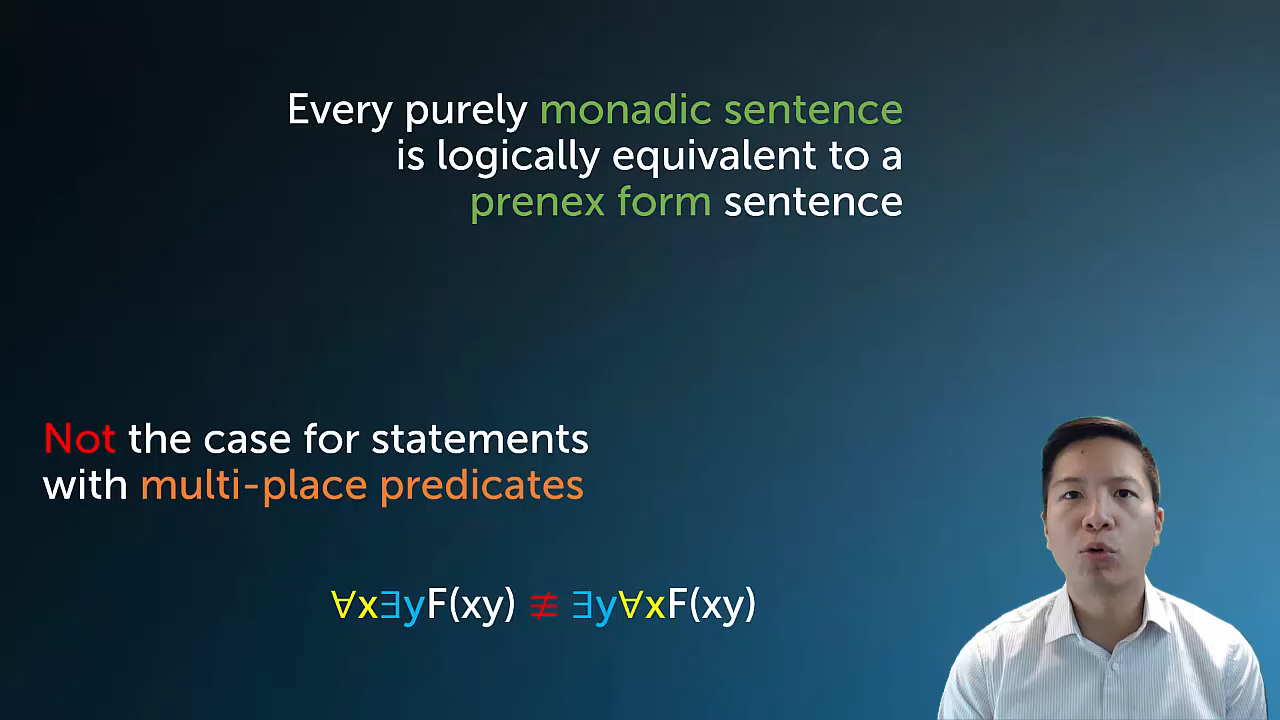 Every purely monadic sentence
is logically equivalent to a
prenex form sentence
Not the case for statements
with multi-place predicates
∀x∃yF(xy) ≢ ∃y∀xF(xy)